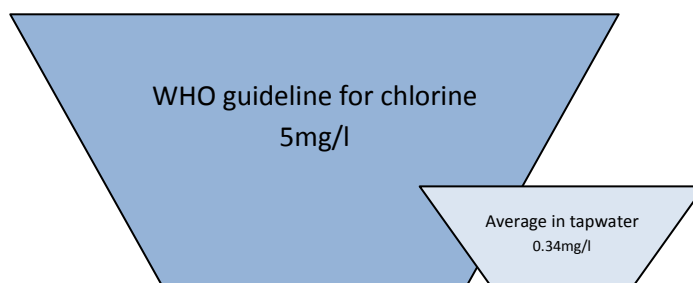 WHO guideline for chlorine
5mg/l
Average in tapwater
0.34mg/l